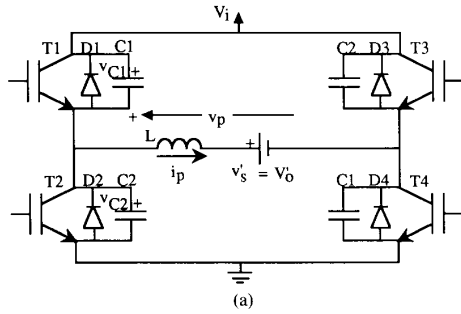 Vi
T1 D1 C1
vC1 +
C2 D3 T3
+ vp
L
+
ip
v's = V'o
T2 D2 C2
vC2 +
C1 D4 T4
(a)